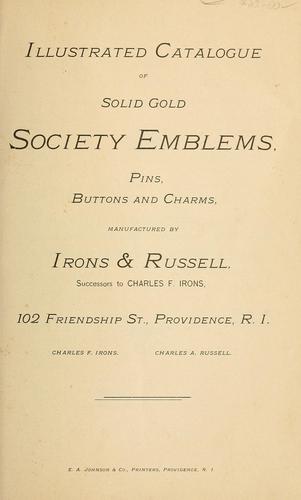 Illustrated Catalogue
OF
Solid Gold
Society Emblems,
Pins,
Buttons and Charms,
MANUFACTURED BY
Irons & Russell,
Successors to CHARLES F. IRONS,
102 Friendship St., Providence, R. I.
CHARLES F. IRONS. CHARLES A. RUSSELL.
E. A. Johnson & Co., Printers, Providence, R. I